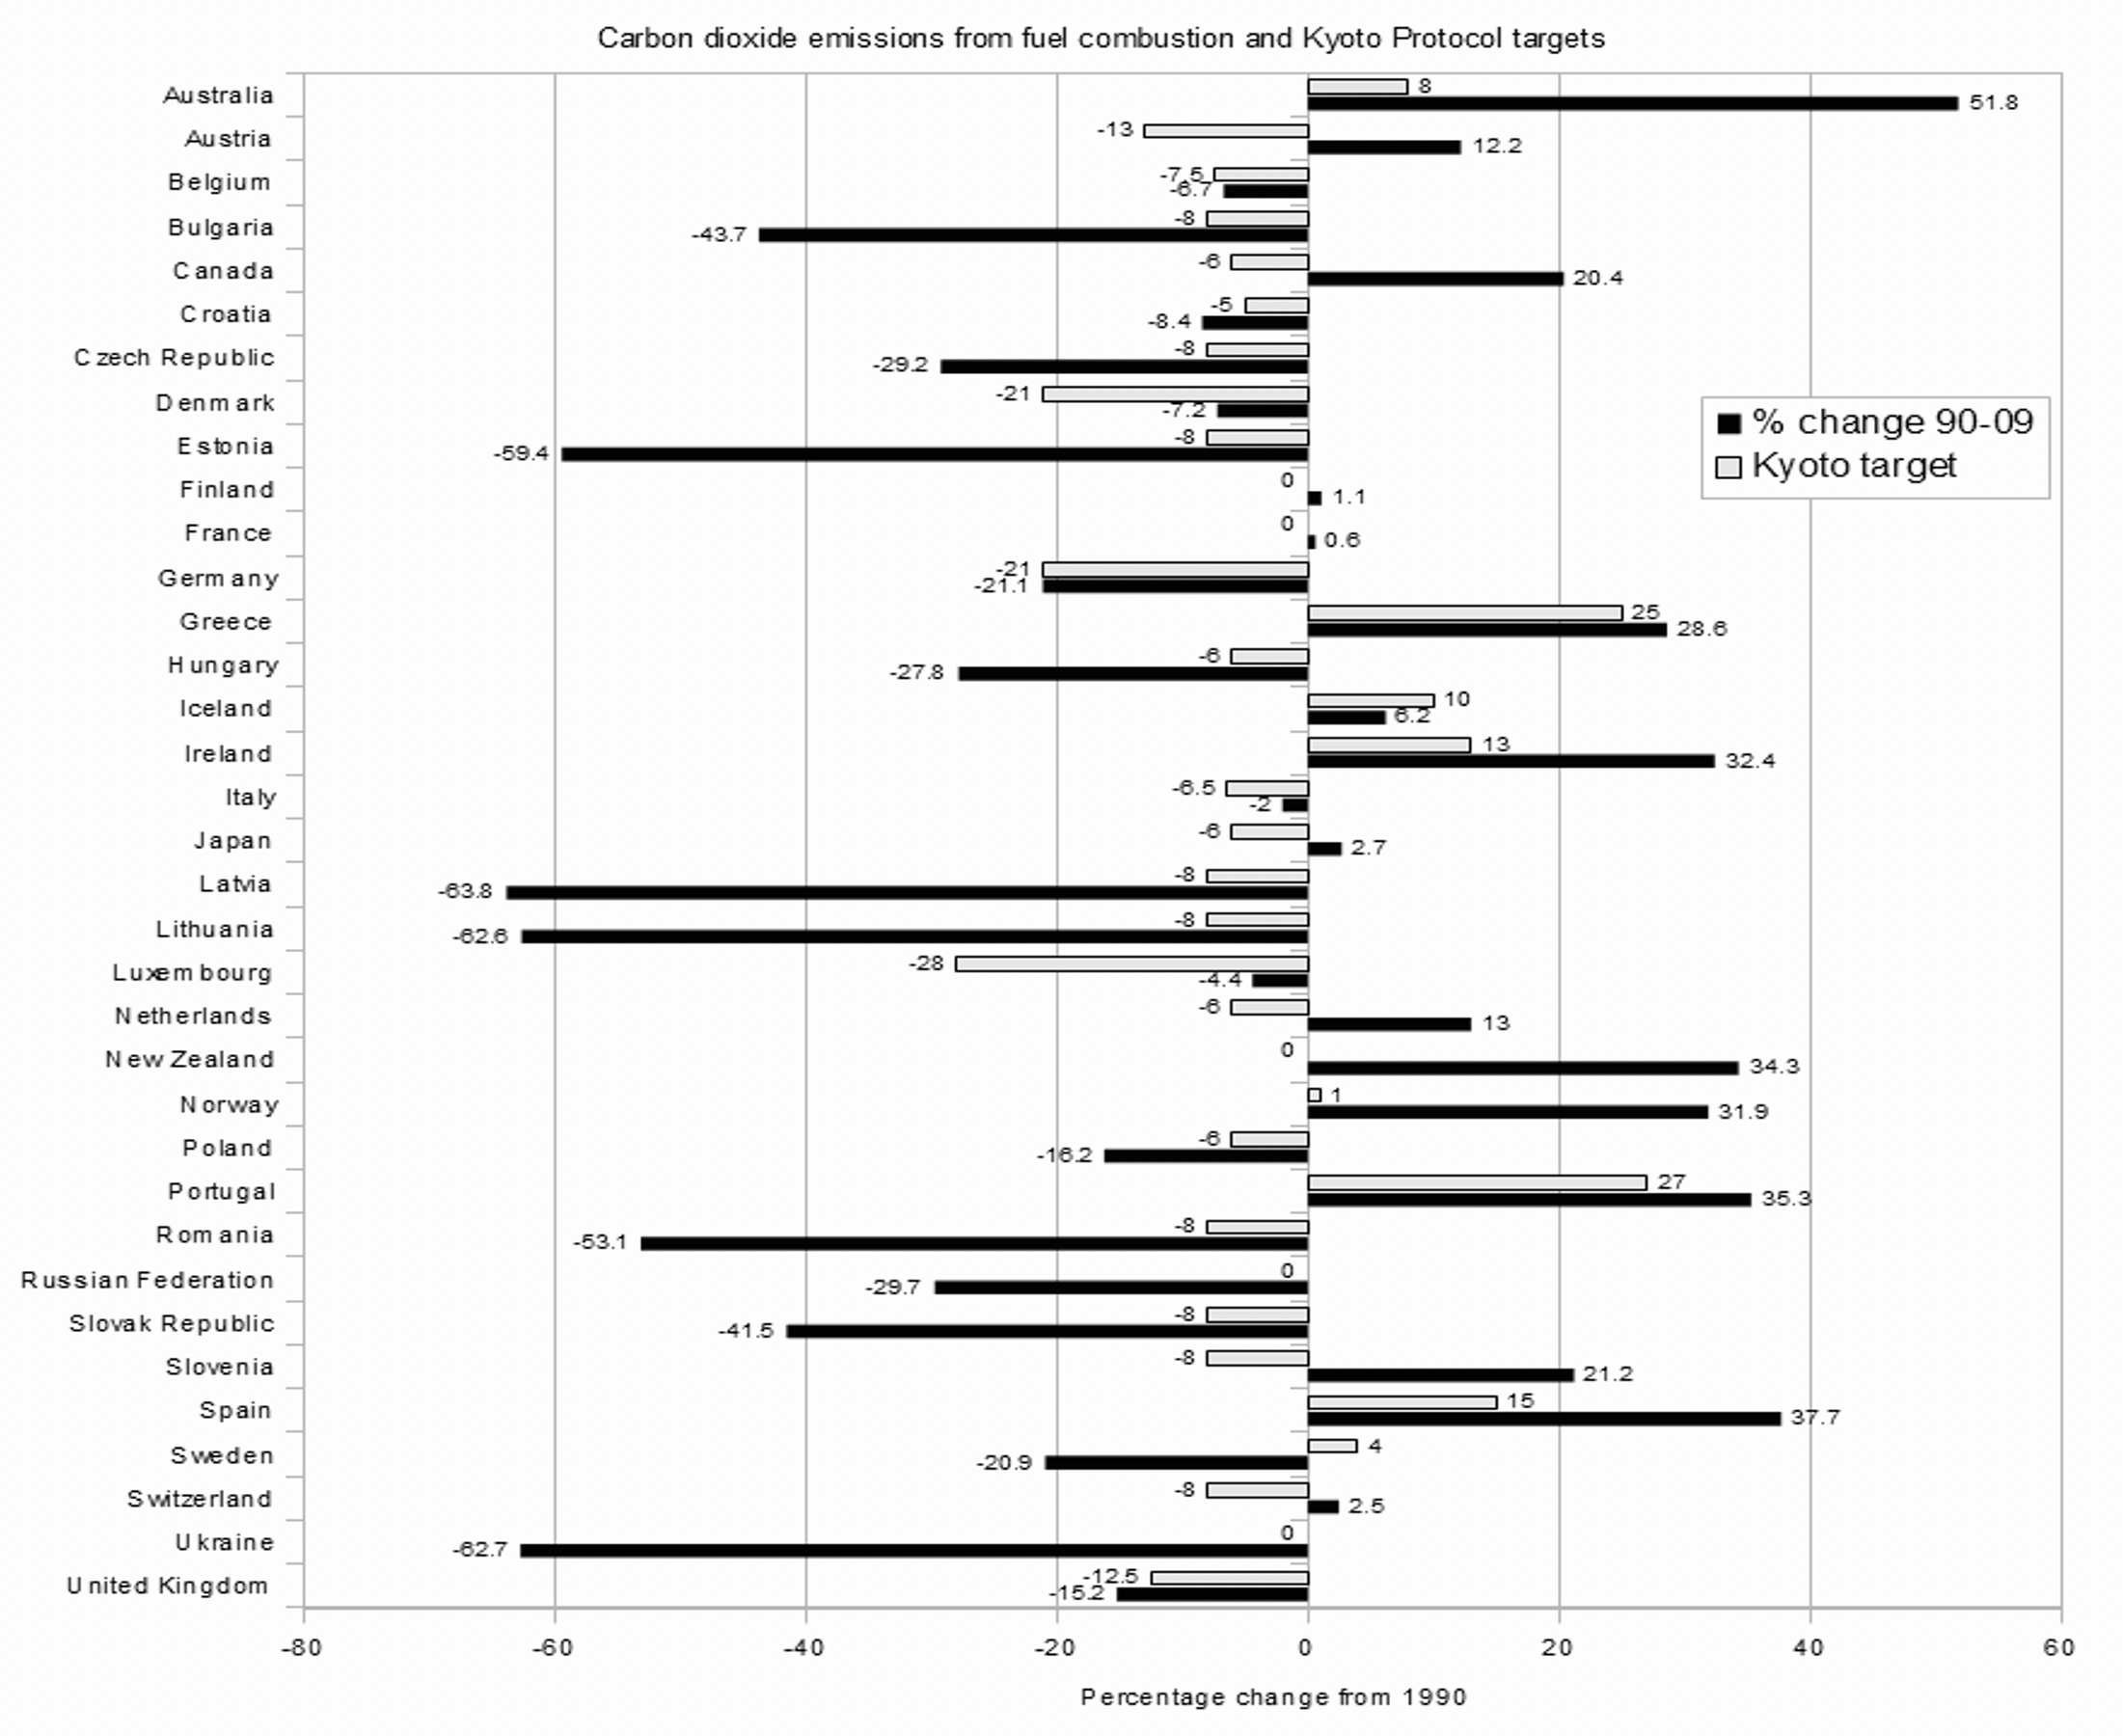 Carbon dioxide emissions from fuel combustion and Kyoto Protocol targets
Australia 8
51.8
Austria -13
12.2
Belgium -7.5
-6.7
Bulgaria -8
-43.7
Canada -6
20.4
Croatia -5
-8.4
Czech Republic -8
-29.2
Denmark -21
-7.2
% change 90-09
Kyoto target
Estonia -8
-59.4
Finland 0
1.1
France 0
0.6
Germany -21
-21.1
Greece 25
28.6
Hungary -6
-27.8
Iceland 10
6.2
Ireland 13
32.4
Italy -6.5
-2
Japan -6
2.7
Latvia -8
-63.8
Lithuania -8
-62.6
Luxembourg -28
-4.4
Netherlands -6
13
New Zealand 0
34.3
Norway 1
31.9
Poland -6
-16.2
Portugal 27
35.3
Romania -8
-53.1
Russian Federation 0
-29.7
Slovak Republic -8
-41.5
Slovenia -8
21.2
Spain 15
37.7
Sweden 4
-20.9
Switzerland -8
2.5
Ukraine 0
-62.7
United Kingdom -12.5
-15.2
-80 -60 -40 -20 0 20 40 60
Percentage change from 1990